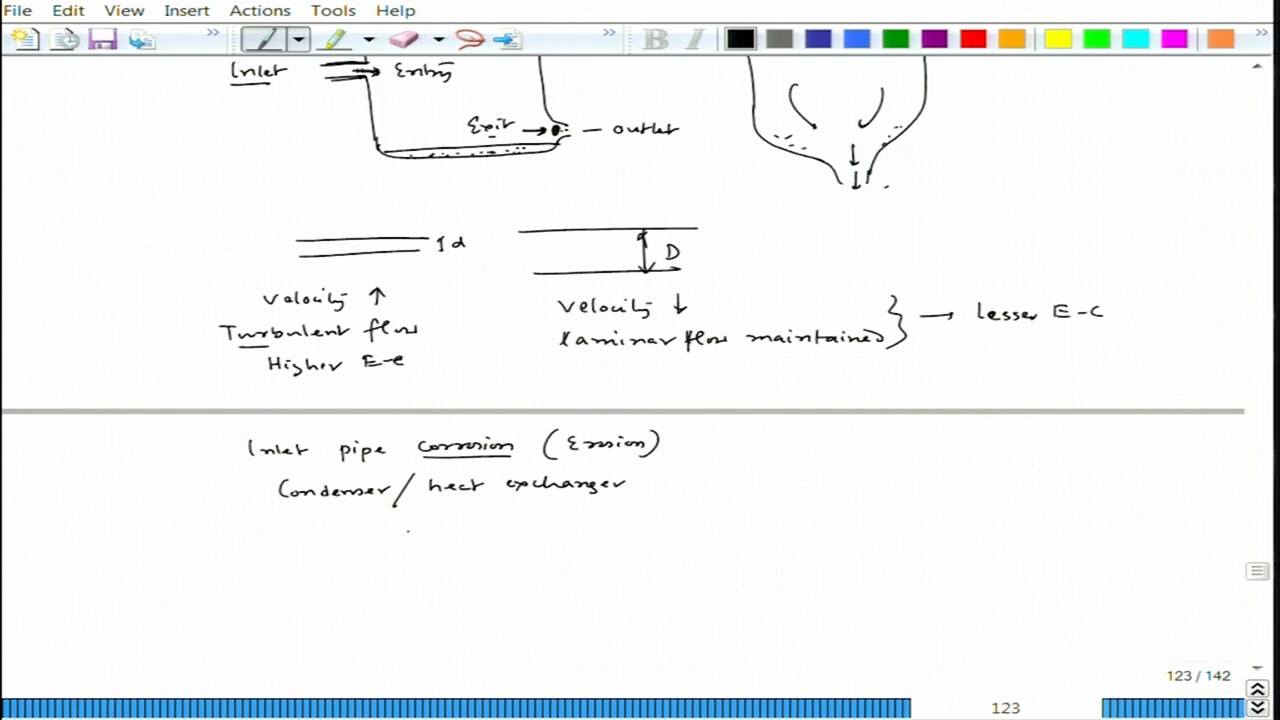 File Edit View Insert Actions Tools Help
B I
Inlet Entry
Exit outlet
d
D
Velocity ↑
Turbulent flow
Higher E-C
Velocity ↓
laminar flow maintained } → lesser E-C
Inlet pipe corrosion (Erosion)
Condenser / heat exchanger
123 / 142
123